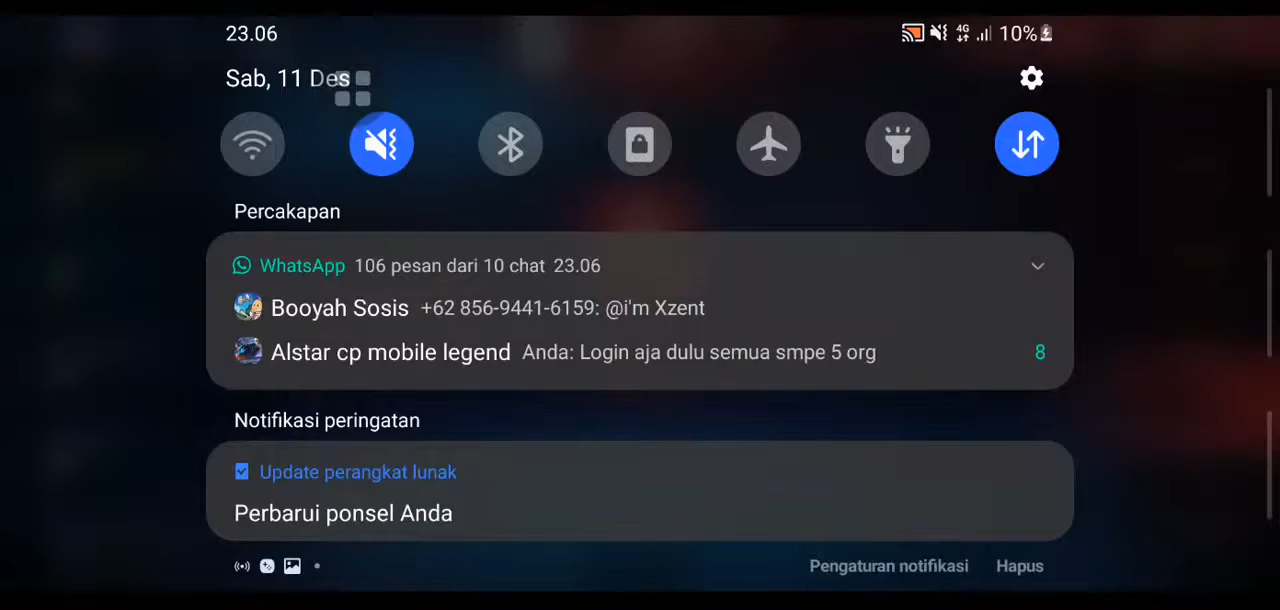 23.06
4G
10%
Sab, 11 Des
Percakapan
WhatsApp 106 pesan dari 10 chat 23.06
Booyah Sosis +62 856-9441-6159: @i'm Xzent
Alstar cp mobile legend Anda: Login aja dulu semua smpe 5 org 8
Notifikasi peringatan
Update perangkat lunak
Perbarui ponsel Anda
Pengaturan notifikasi Hapus